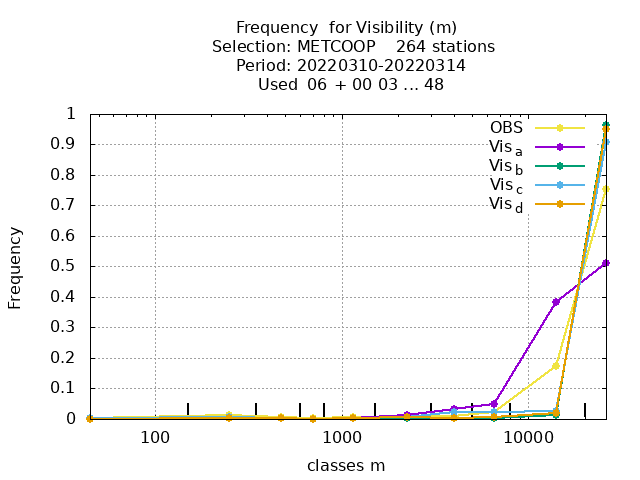 Frequency  for Visibility (m)
Selection: METCOOP    264 stations
Period: 20220310-20220314
Used  06 + 00 03 ... 48
OBS
Vis a
Vis b
Vis c
Vis d
Frequency
1
0.9
0.8
0.7
0.6
0.5
0.4
0.3
0.2
0.1
0
100
1000
10000
classes m